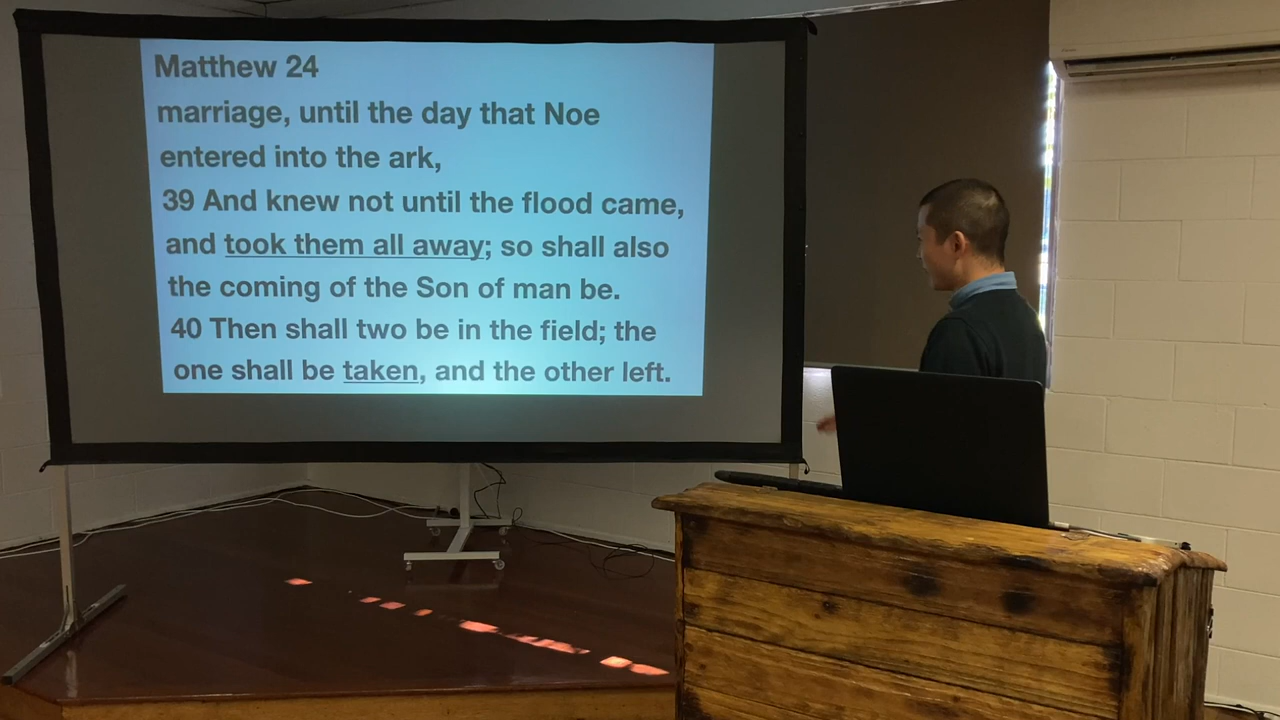 Matthew 24
marriage, until the day that Noe
entered into the ark,
39 And knew not until the flood came,
and took them all away; so shall also
the coming of the Son of man be.
40 Then shall two be in the field; the
one shall be taken, and the other left.